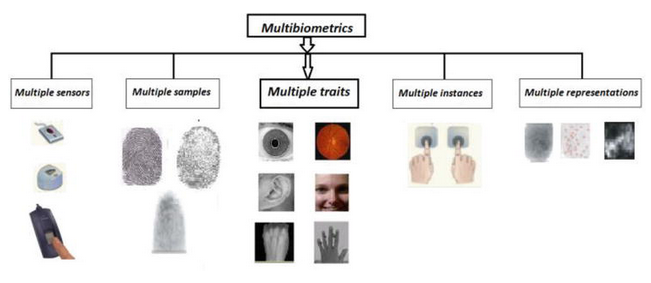 Multibiometrics
Multiple sensors
Multiple samples
Multiple traits
Multiple instances
Multiple representations